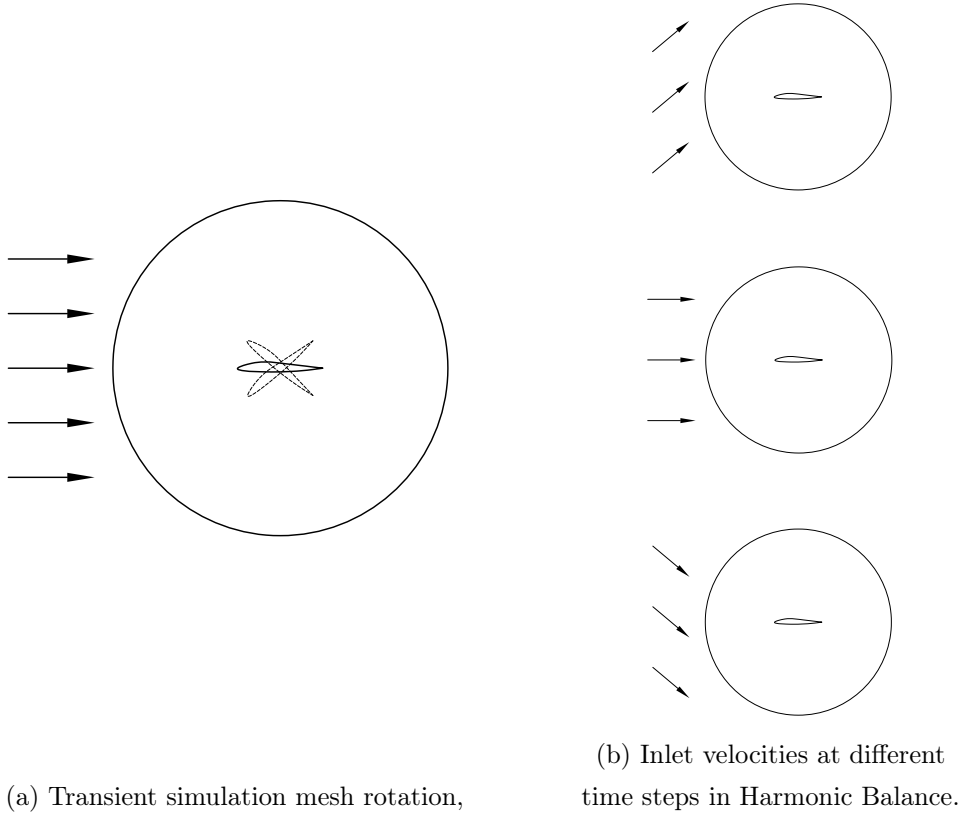 (a) Transient simulation mesh rotation,
(b) Inlet velocities at different
time steps in Harmonic Balance.